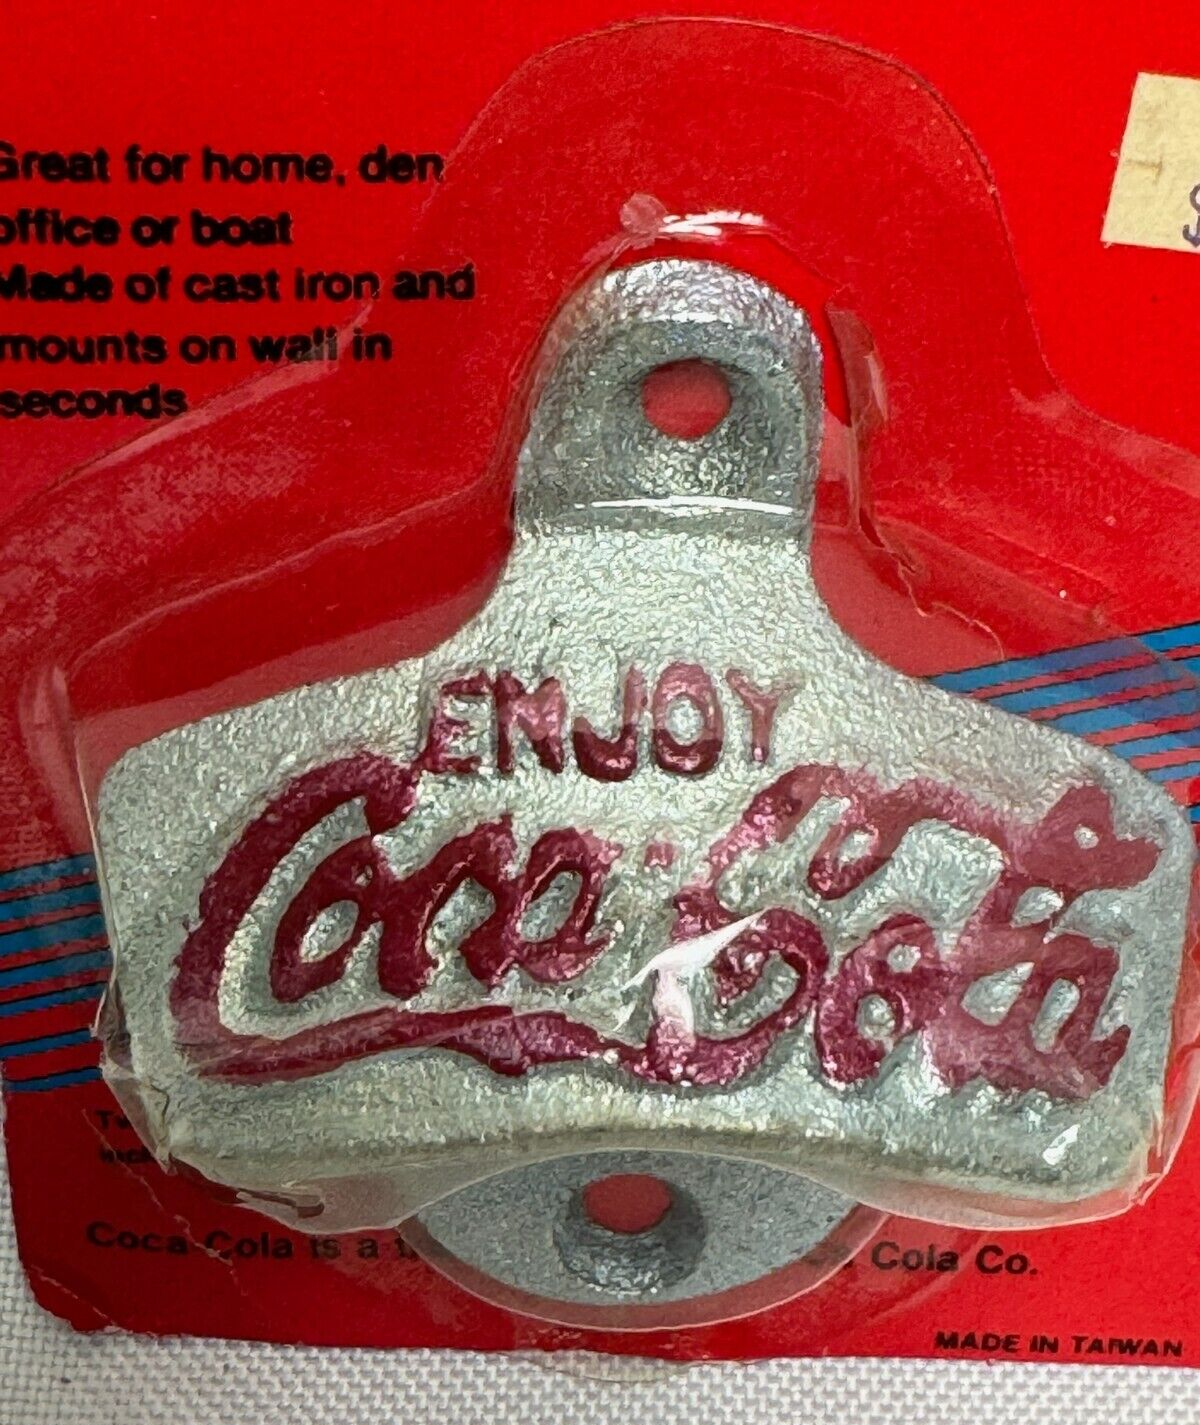 Great for home, den
office or boat
Made of cast iron and
mounts on wall in
seconds
ENJOY
Coca-Cola
Coca-Cola is a
Cola Co.
MADE IN TAIWAN